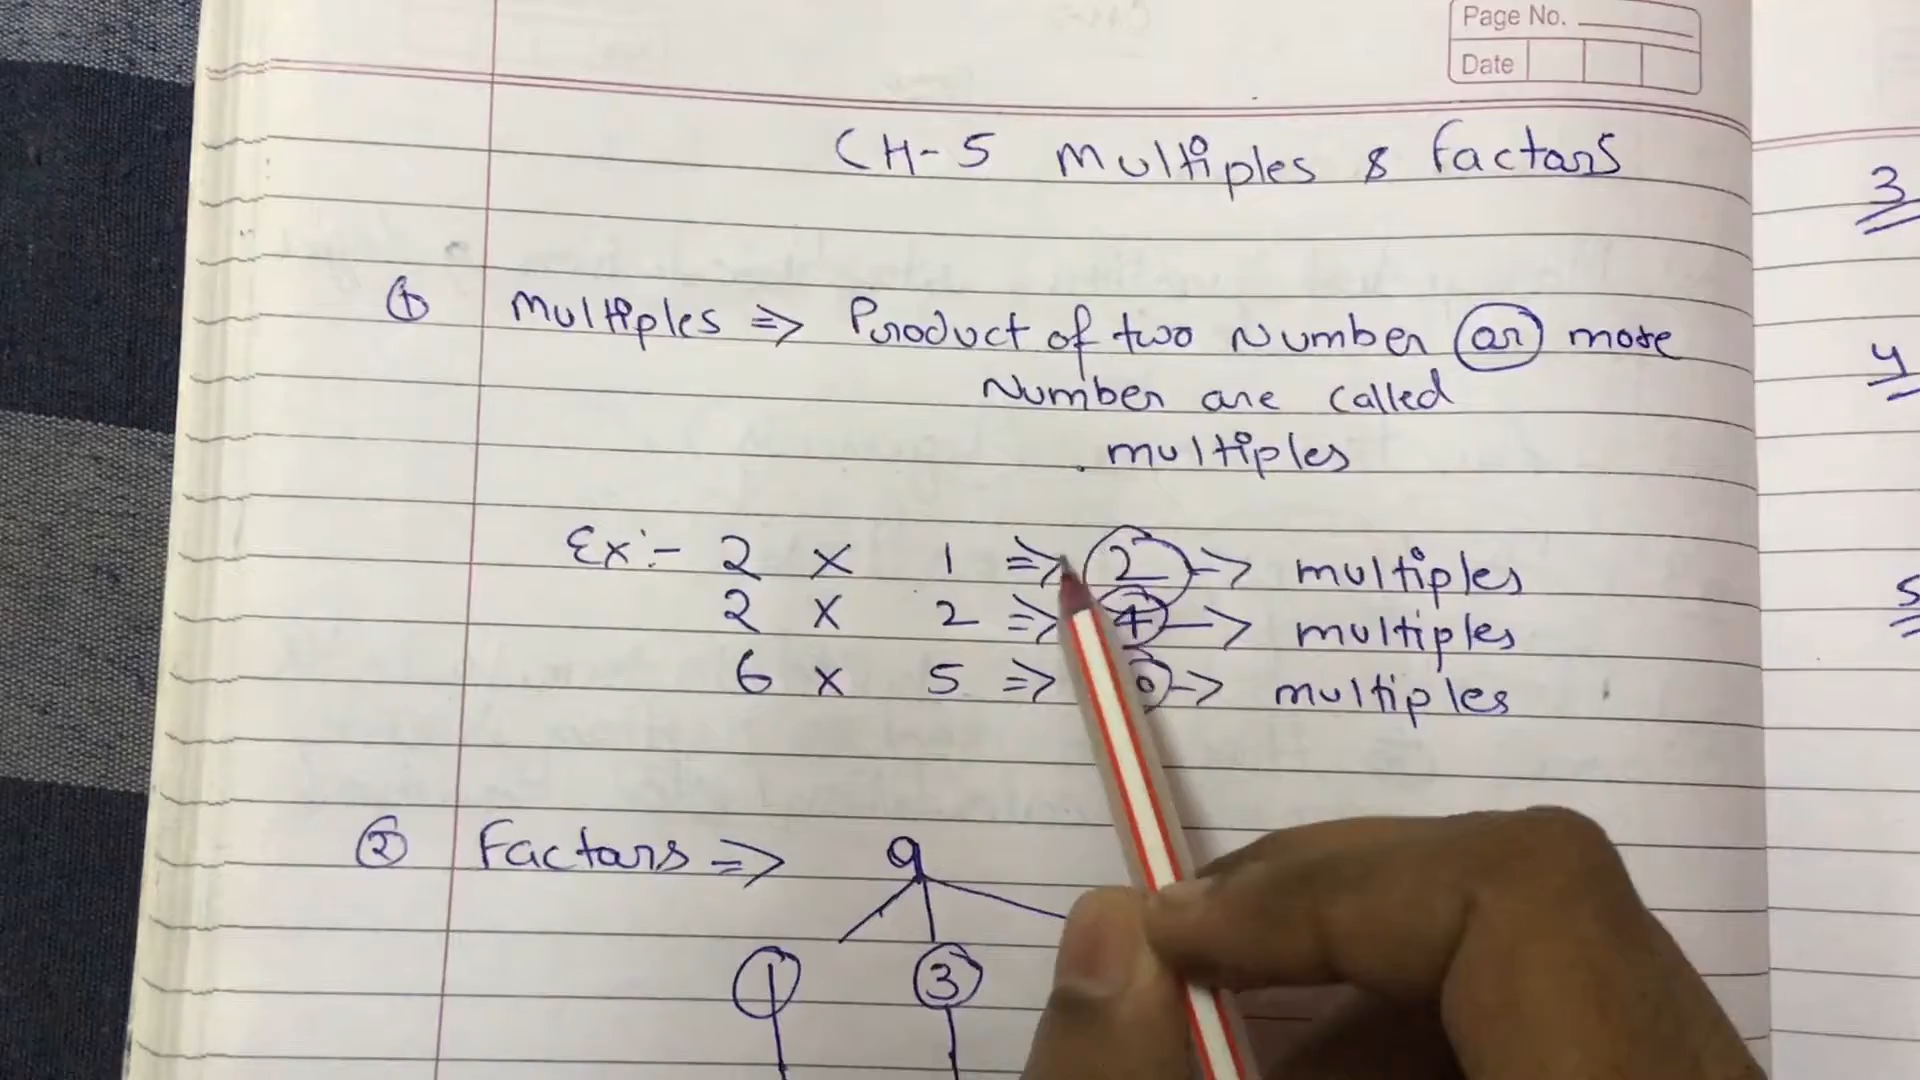 Page No.
Date
CH-5 Multiples & factors
3
① multiples => Product of two Number or more
4
Number are called
multiples
Ex:- 2 x 1 => 2 => multiples
5
2 x 2 => 4 -> multiples
6 x 5 => 0 -> multiples
② Factors => 9
1 3